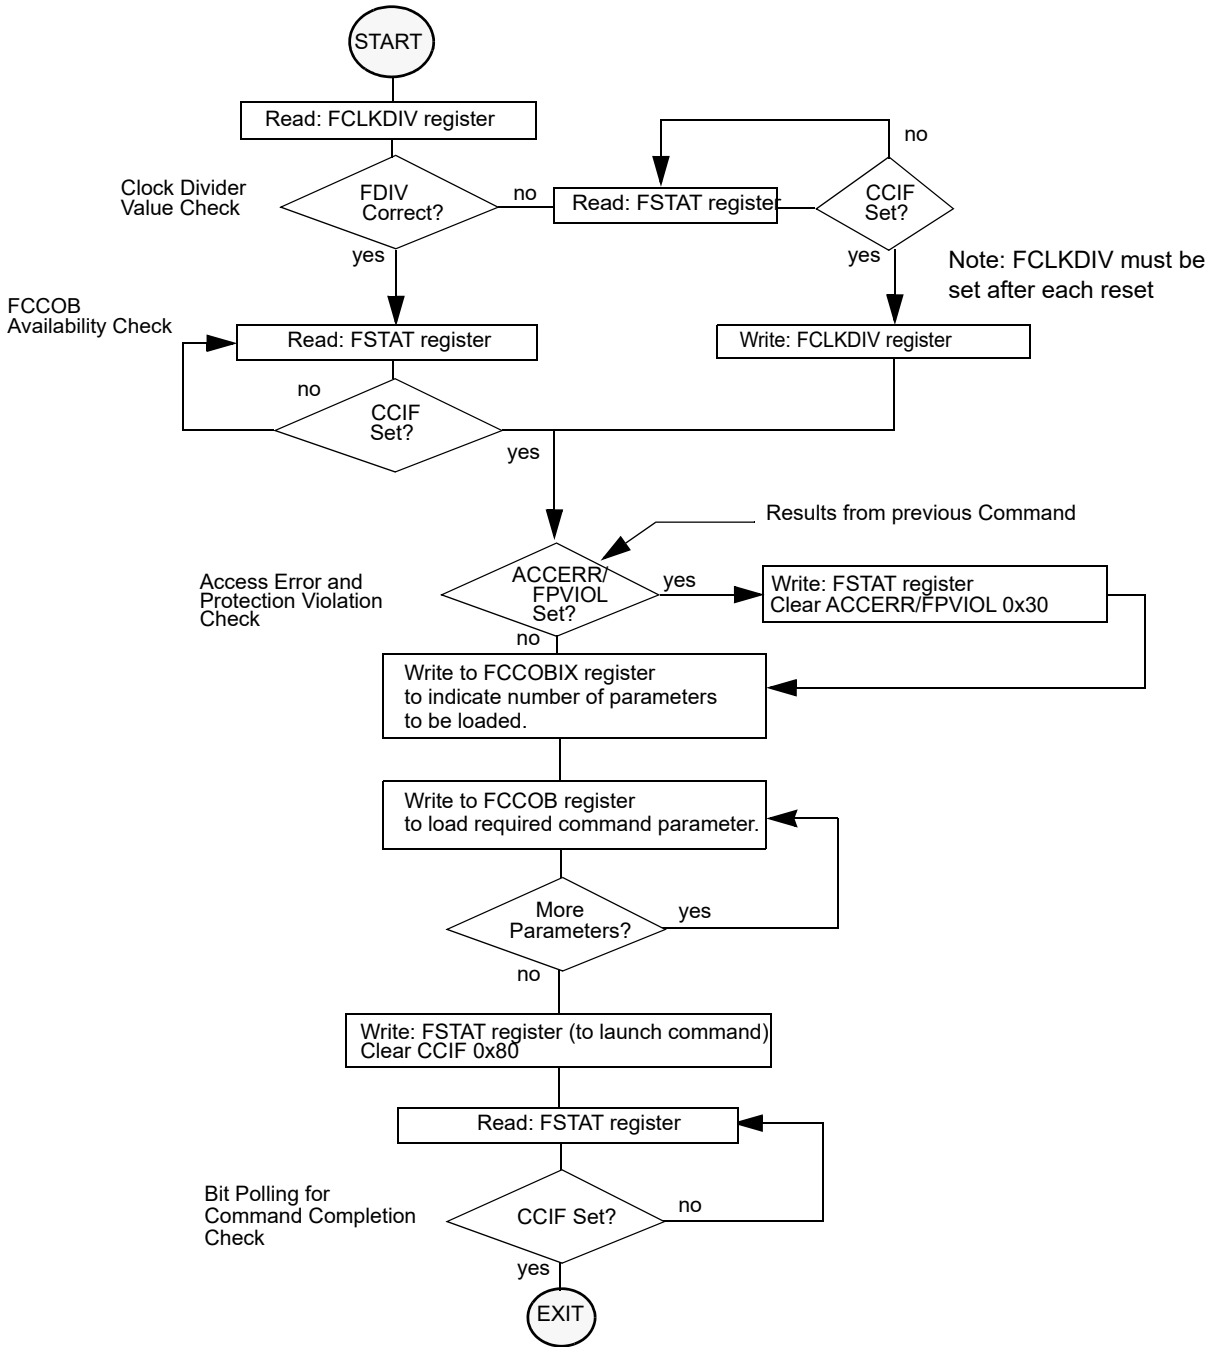 START
Read: FCLKDIV register
no
Clock Divider
Value Check
FDIV
Correct?
no
Read: FSTAT register
CCIF
Set?
yes
yes
Note: FCLKDIV must be
set after each reset
FCCOB
Availability Check
Read: FSTAT register
Write: FCLKDIV register
no
CCIF
Set?
yes
Results from previous Command
Access Error and
Protection Violation
Check
ACCERR/
FPVIOL
Set?
yes
Write: FSTAT register
Clear ACCERR/FPVIOL 0x30
no
Write to FCCOBIX register
to indicate number of parameters
to be loaded.
Write to FCCOB register
to load required command parameter.
More
Parameters?
yes
no
Write: FSTAT register (to launch command)
Clear CCIF 0x80
Read: FSTAT register
Bit Polling for
Command Completion
Check
CCIF Set?
no
yes
EXIT